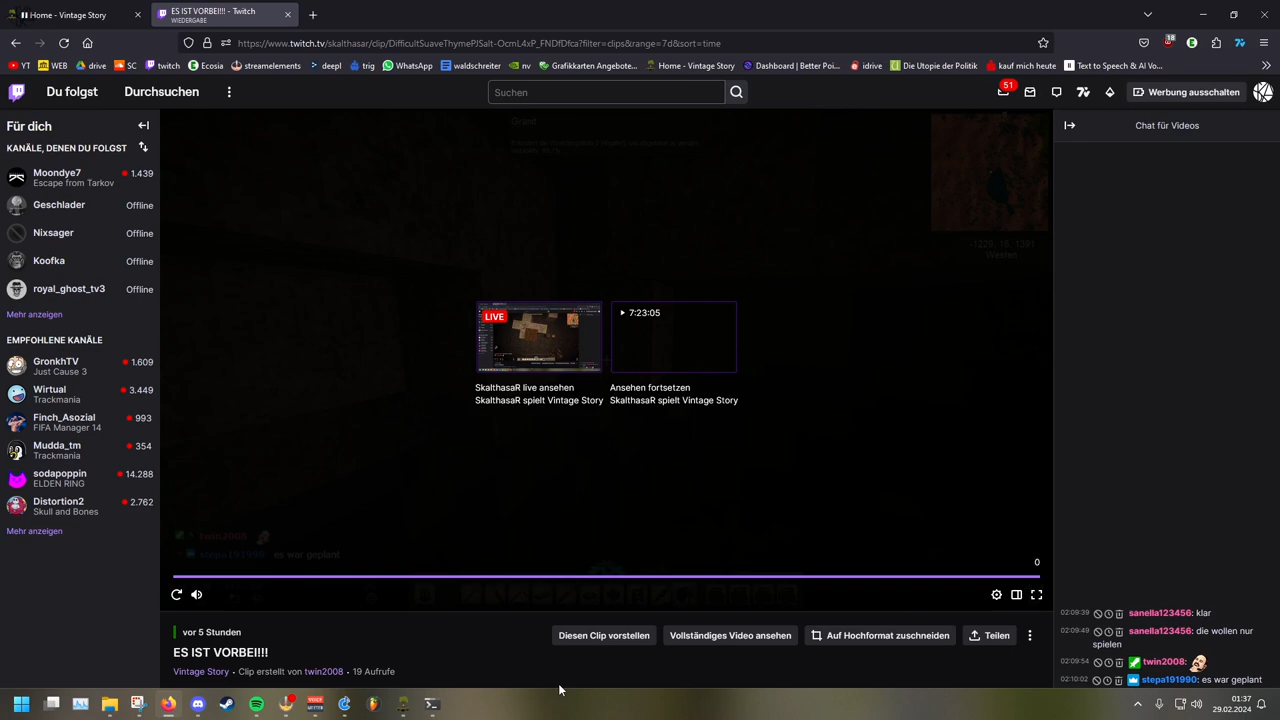 Home - Vintage Story
ES IST VORBEI!!! - Twitch
WIEDERGABE
https://www.twitch.tv/skalthasar/clip/DifficultSuaveThymePJSalt-OcmL4xP_FNDfDfca?filter=clips&range=7d&sort=time
18
YT
WEB
drive
SC
twitch
Ecosia
streamelements
deepl
trig
WhatsApp
waldschreiter
nv
Grafikkarten Angebote...
Home - Vintage Story
Dashboard | Better Poi...
idrive
Die Utopie der Politik
kauf mich heute
Text to Speech & AI Vo...
Du folgst
Durchsuchen
Suchen
51
Werbung ausschalten
Für dich
KANÄLE, DENEN DU FOLGST
Moondye7
1.439
Escape from Tarkov
Geschlader
Offline
Nixsager
Offline
Koofka
Offline
royal_ghost_tv3
Offline
Mehr anzeigen
EMPFOHLENE KANÄLE
GronkhTV
1.609
Just Cause 3
Wirtual
3.449
Trackmania
Finch_Asozial
993
FIFA Manager 14
Mudda_tm
354
Trackmania
sodapoppin
14.288
ELDEN RING
Distortion2
2.762
Skull and Bones
Mehr anzeigen
-1229, 16, 1391
Westen
LIVE
SkalthasaR live ansehen
SkalthasaR spielt Vintage Story
7:23:05
Ansehen fortsetzen
SkalthasaR spielt Vintage Story
twin2008
stepa191990: es war geplant
0
vor 5 Stunden
ES IST VORBEI!!!
Vintage Story · Clip erstellt von twin2008 · 19 Aufrufe
Diesen Clip vorstellen
Vollständiges Video ansehen
Auf Hochformat zuschneiden
Teilen
Chat für Videos
02:09:39 sanella123456: klar
02:09:49 sanella123456: die wollen nur
spielen
02:09:54 twin2008:
02:10:02 stepa191990: es war geplant
01:37
29.02.2024